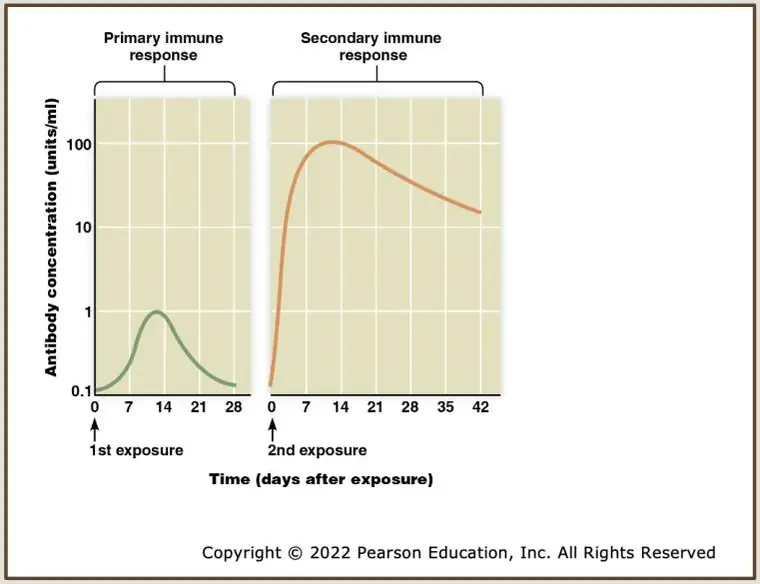 Primary immune
response
Secondary immune
response
Antibody concentration (units/ml)
100
10
1
0.1
0 7 14 21 28
0 7 14 21 28 35 42
1st exposure
2nd exposure
Time (days after exposure)
Copyright © 2022 Pearson Education, Inc. All Rights Reserved